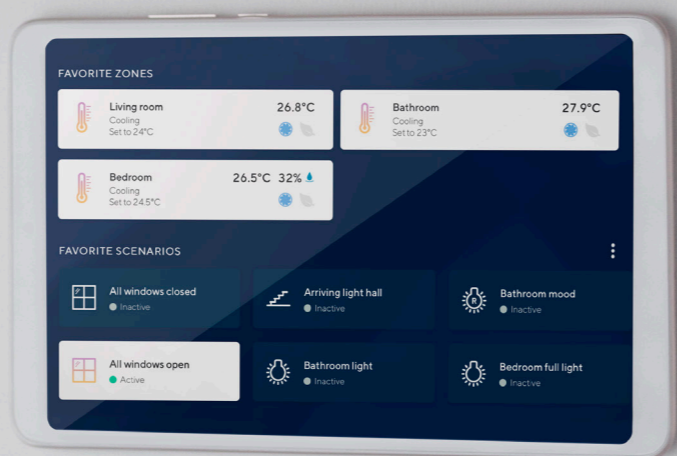 FAVORITE ZONES
Living room
26.8°C
Cooling
Set to 24°C
Bathroom
27.9°C
Cooling
Set to 23°C
Bedroom
26.5°C 32%
Cooling
Set to 24.5°C
FAVORITE SCENARIOS
All windows closed
Inactive
Arriving light hall
Inactive
Bathroom mood
R
Inactive
All windows open
Active
Bathroom light
Inactive
Bedroom full light
Inactive